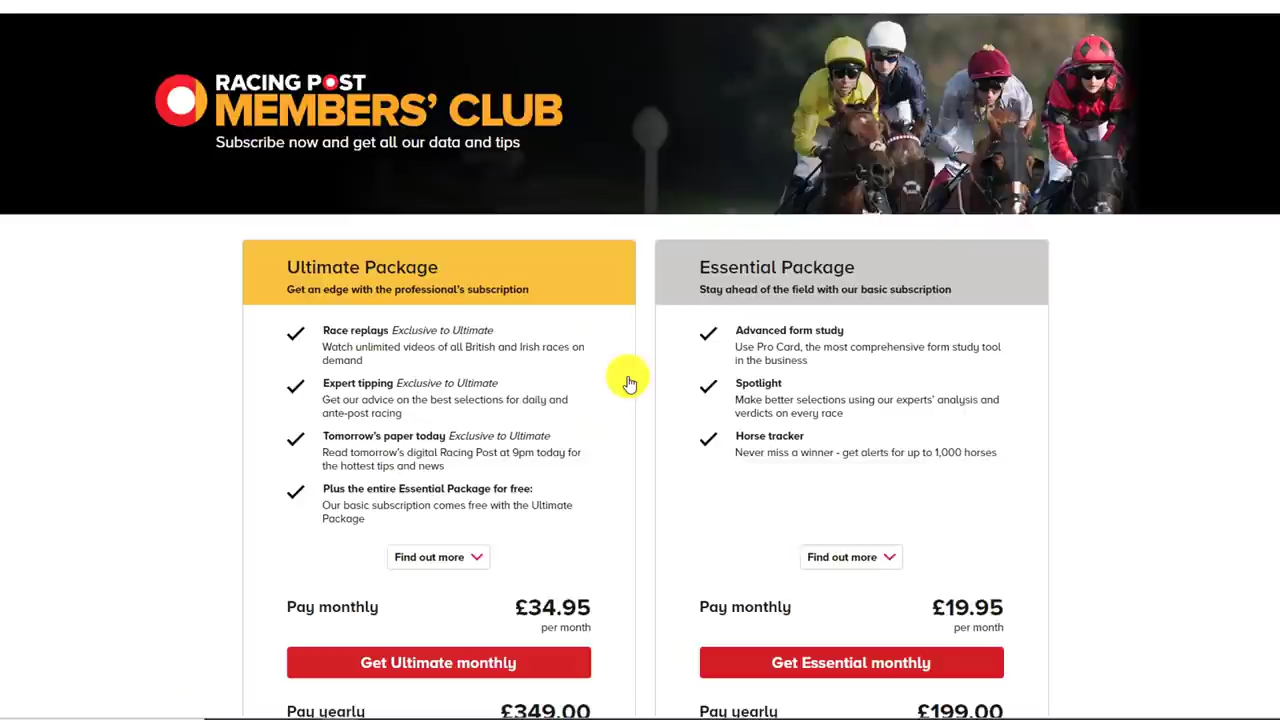 RACING POST
MEMBERS' CLUB
Subscribe now and get all our data and tips
Ultimate Package
Get an edge with the professional's subscription
Race replays Exclusive to Ultimate
Watch unlimited videos of all British and Irish races on
demand
Expert tipping Exclusive to Ultimate
Get our advice on the best selections for daily and
ante-post racing
Tomorrow's paper today Exclusive to Ultimate
Read tomorrow's digital Racing Post at 9pm today for
the hottest tips and news
Plus the entire Essential Package for free:
Our basic subscription comes free with the Ultimate
Package
Find out more
Pay monthly £34.95
per month
Get Ultimate monthly
Pay yearly £349.00
Essential Package
Stay ahead of the field with our basic subscription
Advanced form study
Use Pro Card, the most comprehensive form study tool
in the business
Spotlight
Make better selections using our experts' analysis and
verdicts on every race
Horse tracker
Never miss a winner - get alerts for up to 1,000 horses
Find out more
Pay monthly £19.95
per month
Get Essential monthly
Pay yearly £199.00